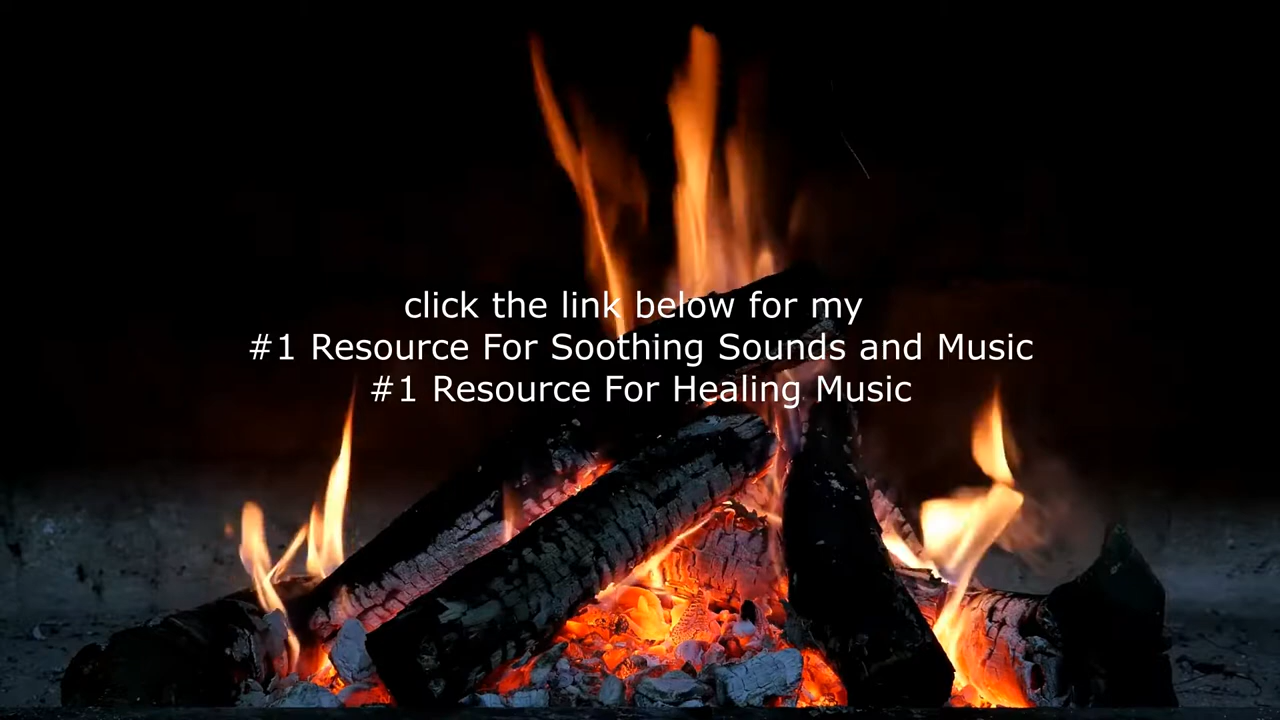 click the link below for my
#1 Resource For Soothing Sounds and Music
#1 Resource For Healing Music